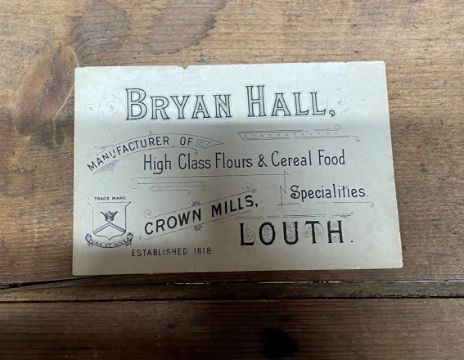 BRYAN HALL,
MANUFACTURER OF
High Class Flours & Cereal Food
Specialities.
TRADE MARK
CROWN MILLS,
LOUTH.
ESTABLISHED 1818.